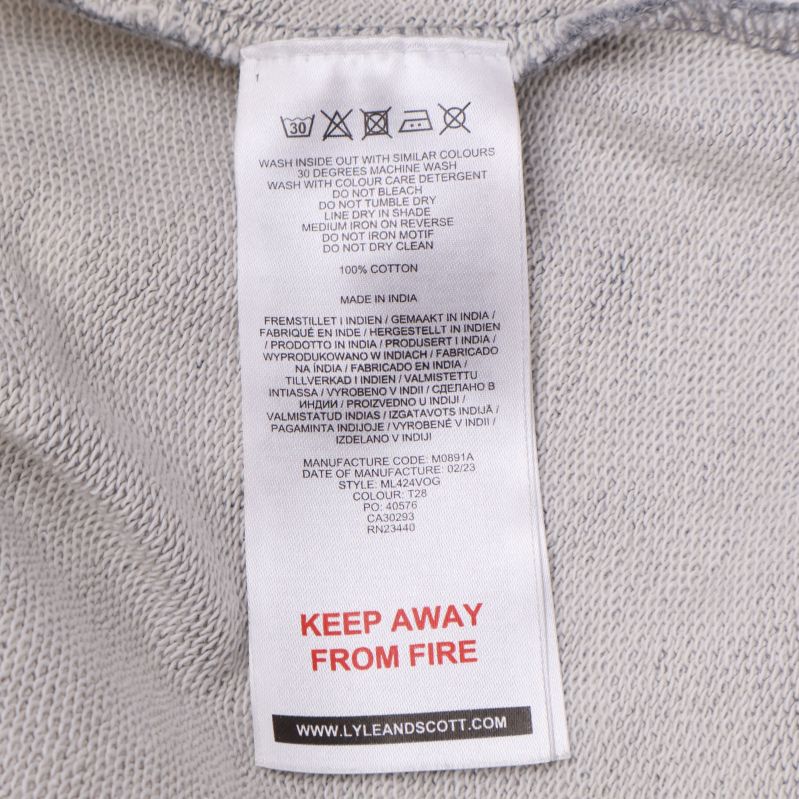 30
WASH INSIDE OUT WITH SIMILAR COLOURS
30 DEGREES MACHINE WASH
WASH WITH COLOUR CARE DETERGENT
DO NOT BLEACH
DO NOT TUMBLE DRY
LINE DRY IN SHADE
MEDIUM IRON ON REVERSE
DO NOT IRON MOTIF
DO NOT DRY CLEAN
100% COTTON
MADE IN INDIA
FREMSTILLET I INDIEN / GEMAAKT IN INDIA /
FABRIQUÉ EN INDE / HERGESTELLT IN INDIEN
/ PRODOTTO IN INDIA / PRODUSERT I INDIA /
WYPRODUKOWANO W INDIACH / FABRICADO
NA ÍNDIA / FABRICADO EN INDIA /
TILLVERKAD I INDIEN / VALMISTETTU
INTIASSA / VYROBENO V INDII / СДЕЛАНО В
ИНДИИ / PROIZVEDNO U INDIJI /
VALMISTATUD INDIAS / IZGATAVOTS INDIJĀ /
PAGAMINTA INDIJOJE / VYROBENÉ V INDII /
IZDELANO V INDIJI
MANUFACTURE CODE: M0891A
DATE OF MANUFACTURE: 02/23
STYLE: ML424VOG
COLOUR: T28
PO: 40576
CA30293
RN23440
KEEP AWAY
FROM FIRE
WWW.LYLEANDSCOTT.COM